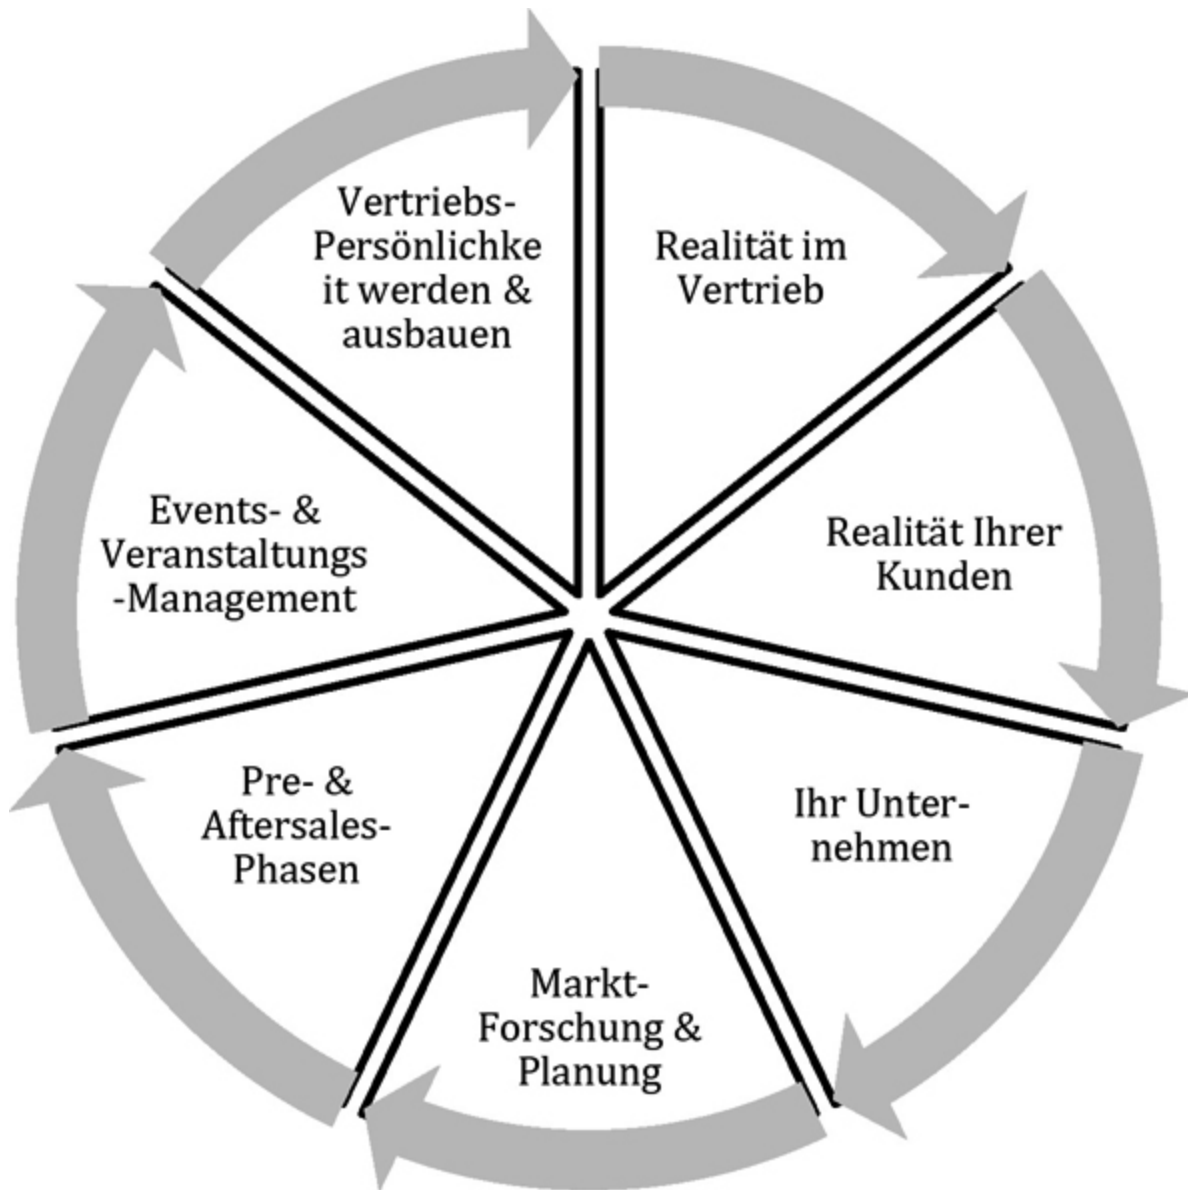 Vertriebs-
Persönlichke
it werden &
ausbauen
Realität im
Vertrieb
Realität Ihrer
Kunden
Ihr Unter-
nehmen
Markt-
Forschung &
Planung
Pre- &
Aftersales-
Phasen
Events- &
Veranstaltungs
-Management